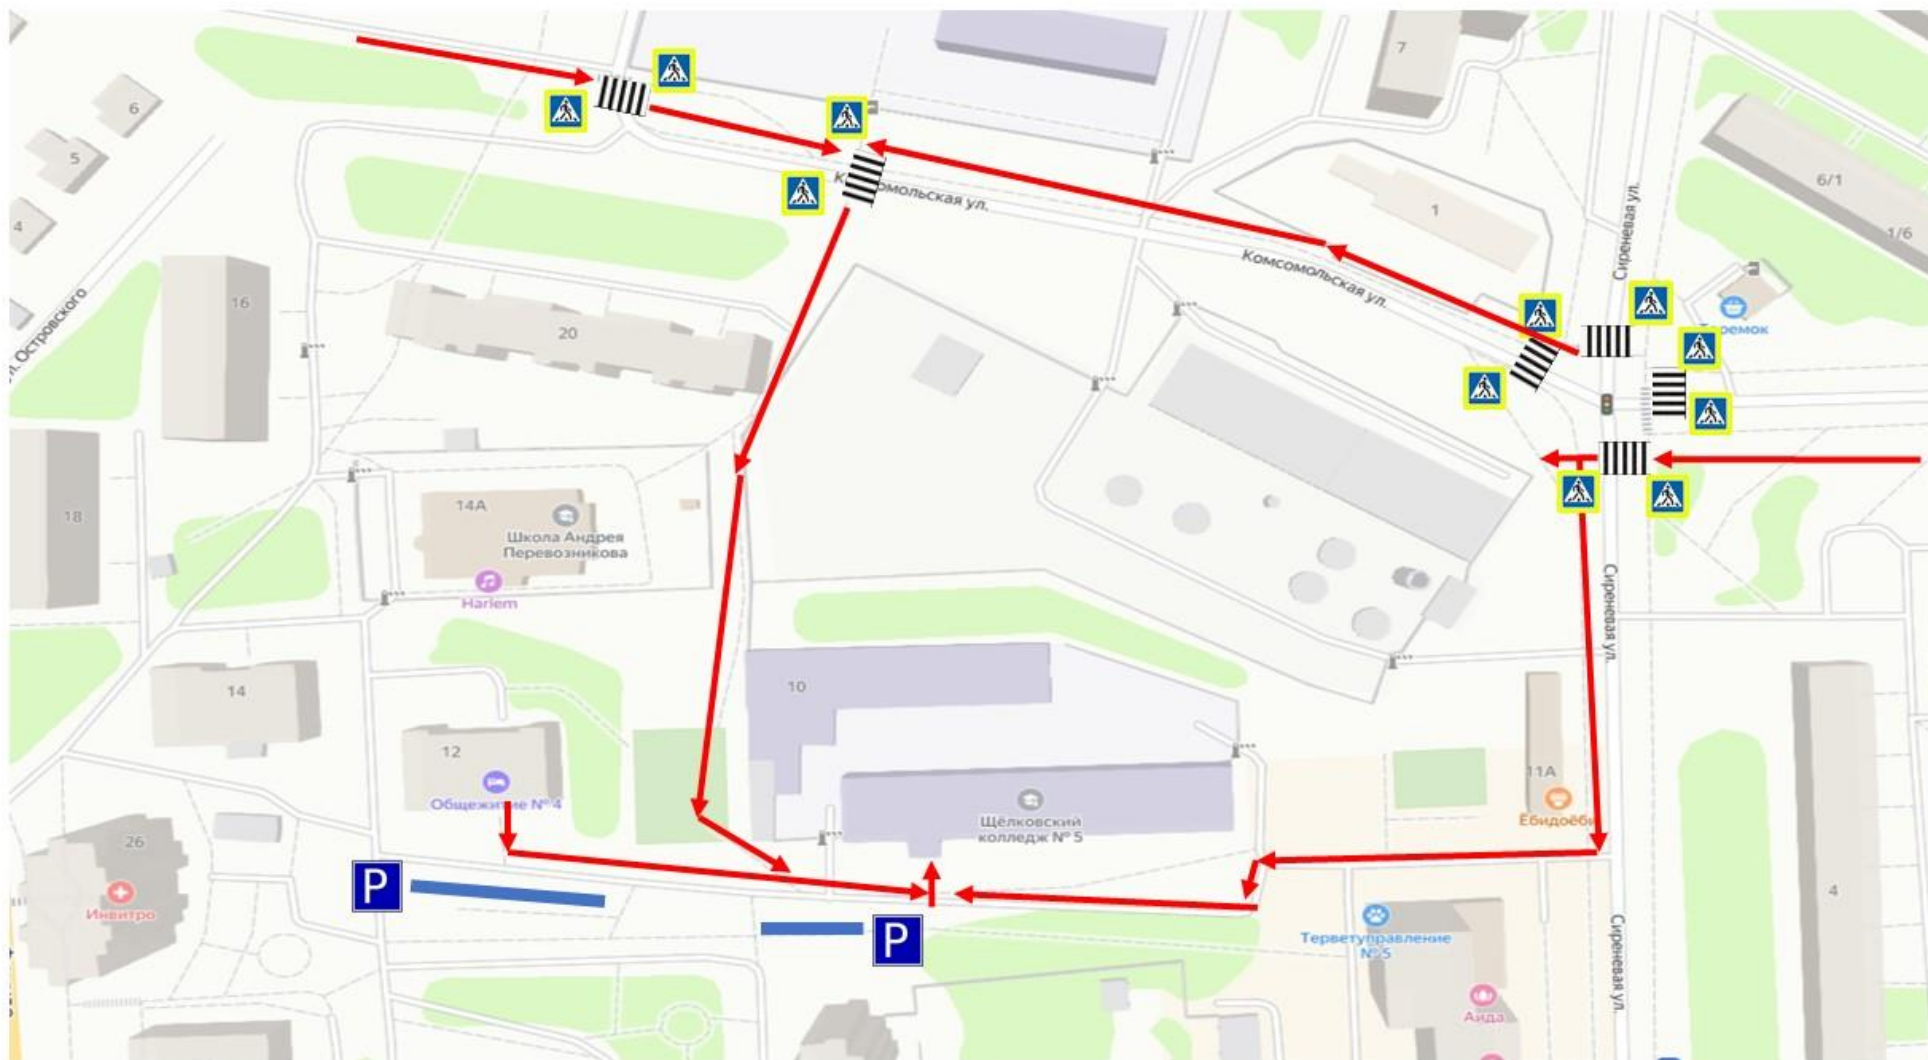 7
6
5
6/1
Комсомольская ул.
1
Сиреневая ул.
4
1/6
Комсомольская ул.
16
ул. Островского
20
Теремок
14А
18
Школа Андрея
Перевозникова
Harlem
Сиреневая ул.
14
10
12
11А
Общежитие № 4
Щёлковский
колледж № 5
Ёбидоёби
26
P
4
Инвитро
P
Терветуправление
№ 5
Сиреневая ул.
Аида